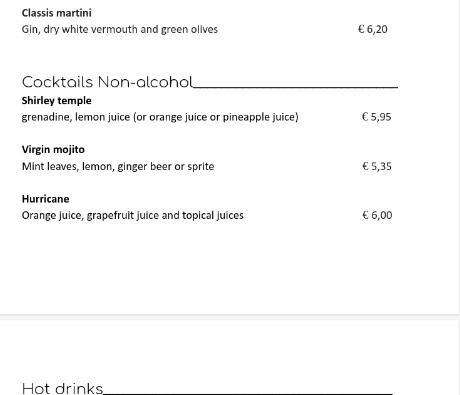 Classis martini
Gin, dry white vermouth and green olives € 6,20
Cocktails Non-alcohol
Shirley temple
grenadine, lemon juice (or orange juice or pineapple juice) € 5,95
Virgin mojito
Mint leaves, lemon, ginger beer or sprite € 5,35
Hurricane
Orange juice, grapefruit juice and topical juices € 6,00
Hot drinks